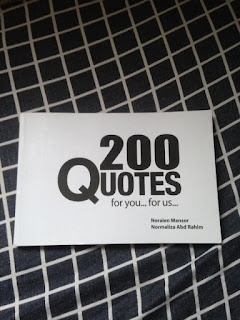 200
QUOTES
for you... for us...
Noraien Mansor
Normaliza Abd Rahim